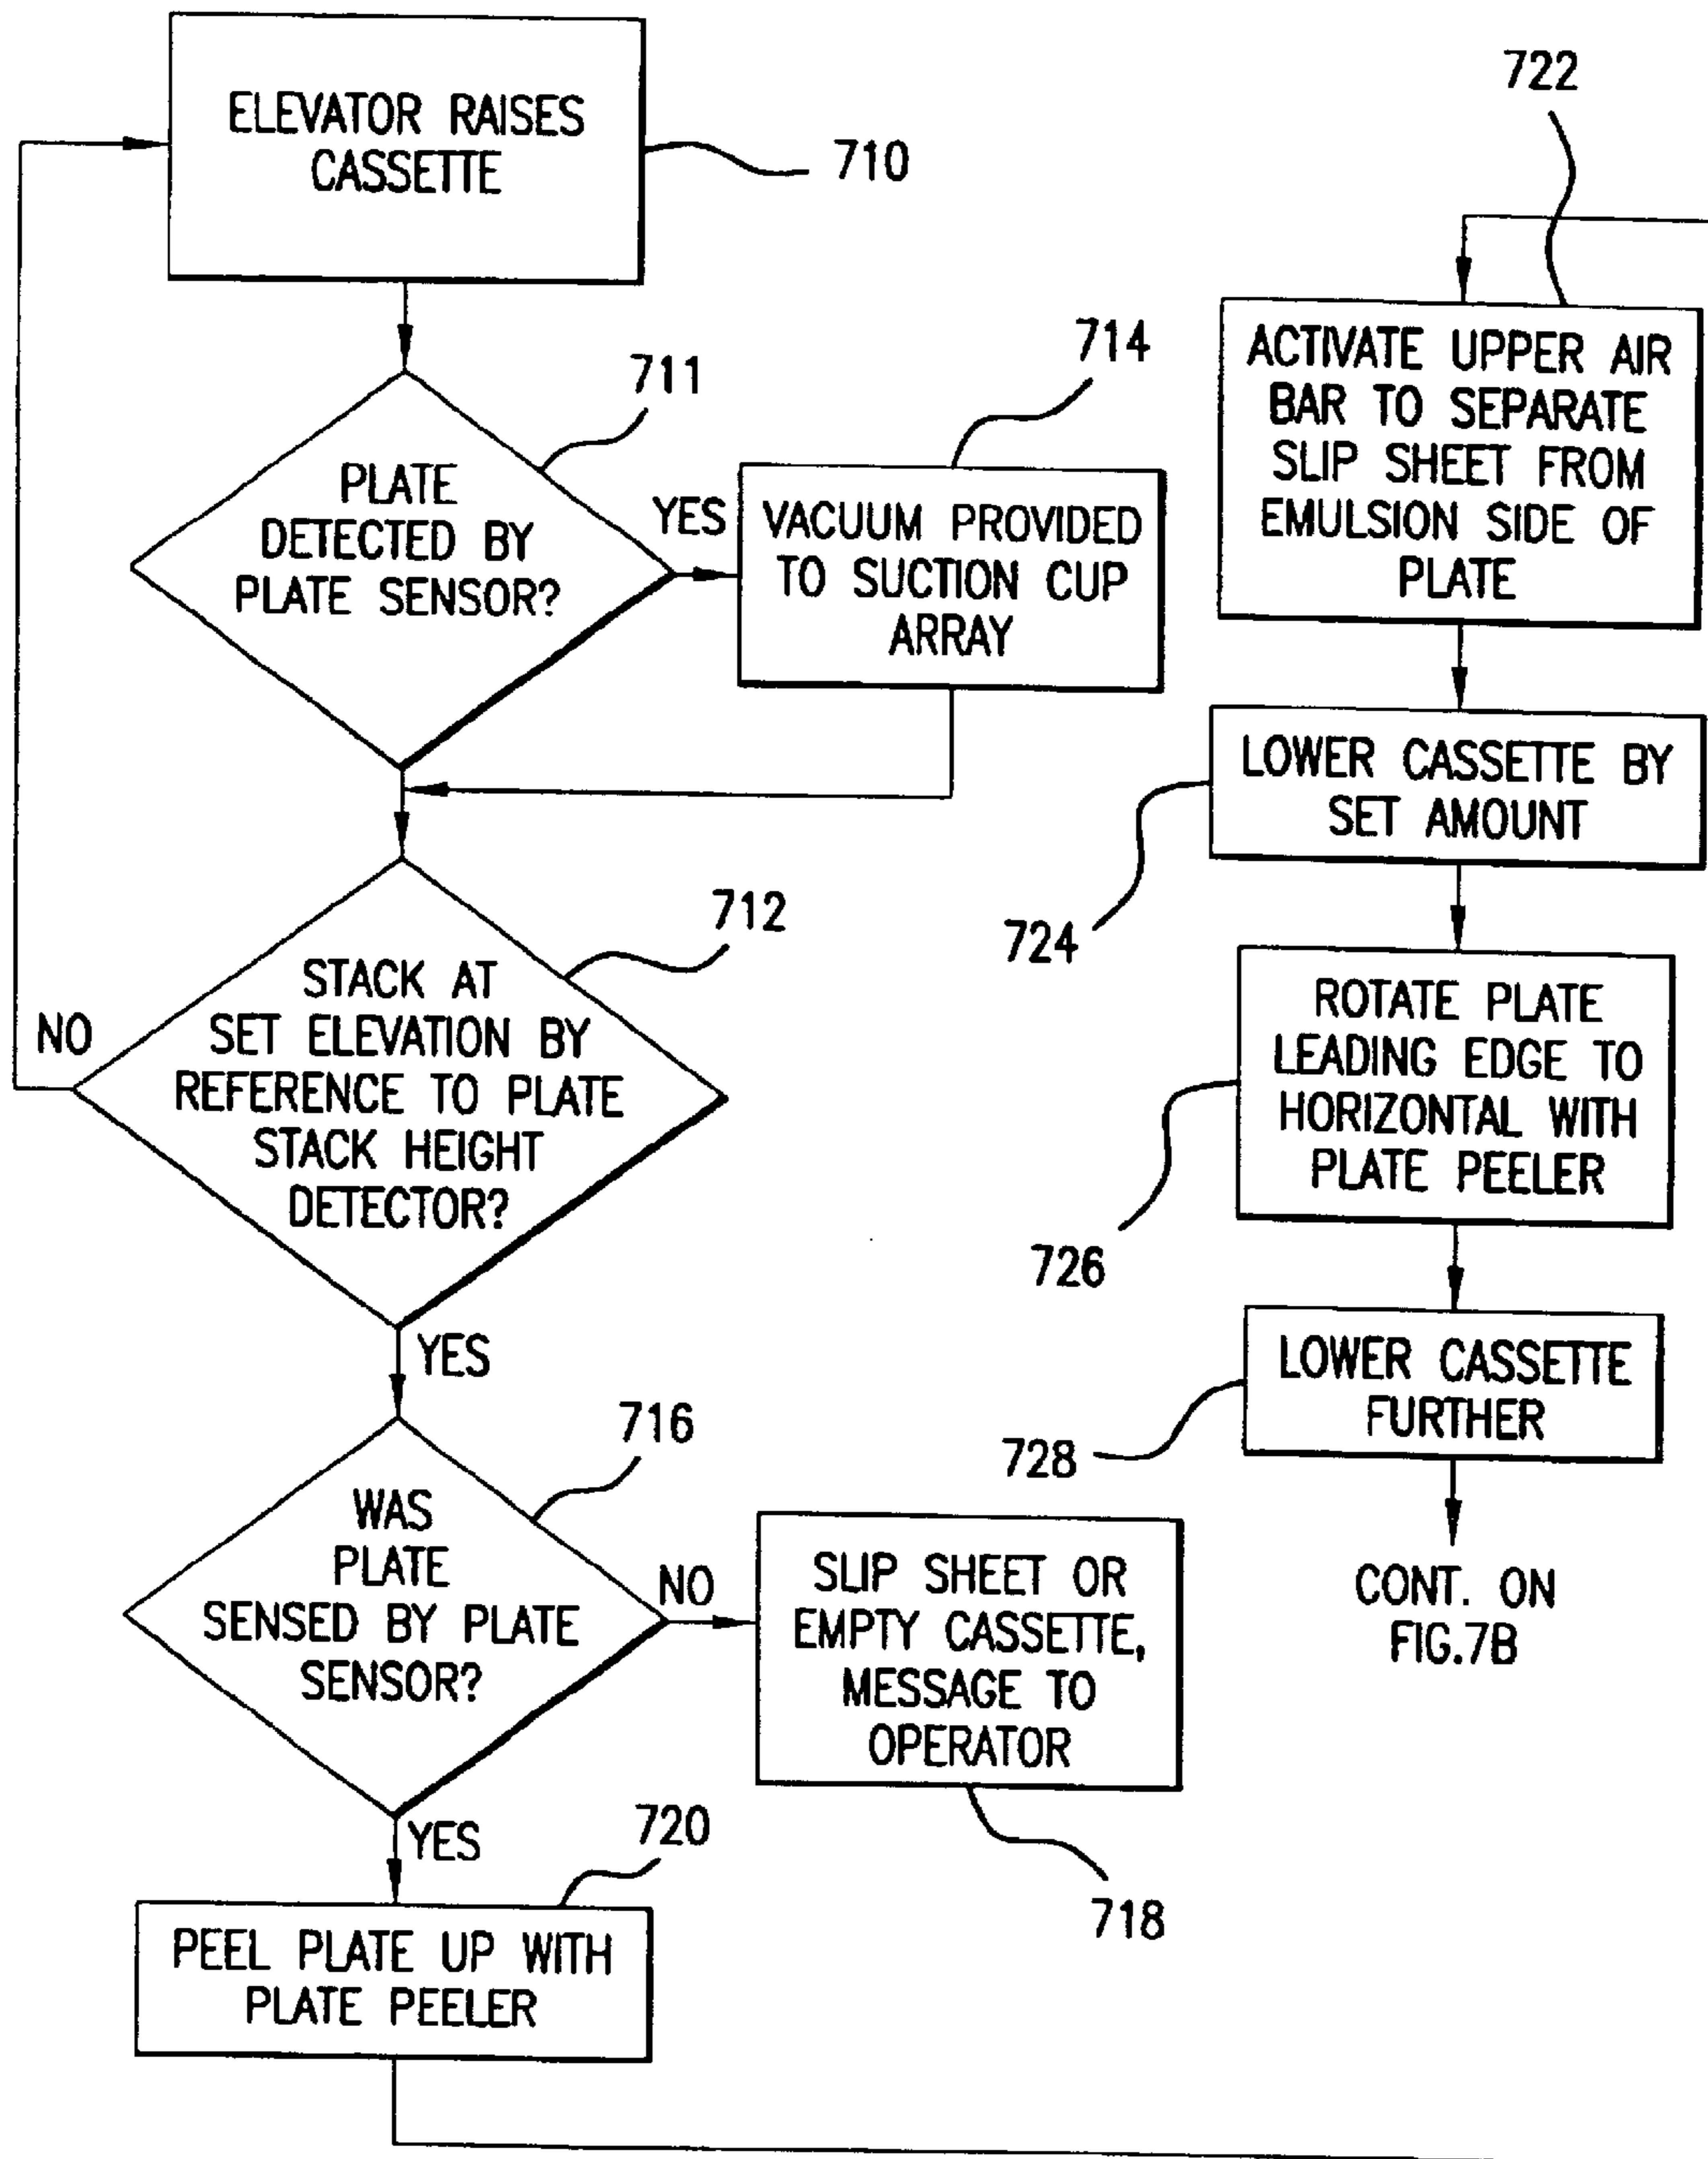 ELEVATOR RAISES
CASSETTE
710
711
PLATE
DETECTED BY
PLATE SENSOR?
YES
714
VACUUM PROVIDED
TO SUCTION CUP
ARRAY
712
STACK AT
SET ELEVATION BY
REFERENCE TO PLATE
STACK HEIGHT
DETECTOR?
NO
YES
716
WAS
PLATE
SENSED BY PLATE
SENSOR?
NO
SLIP SHEET OR
EMPTY CASSETTE,
MESSAGE TO
OPERATOR
718
YES
720
PEEL PLATE UP WITH
PLATE PEELER
722
ACTIVATE UPPER AIR
BAR TO SEPARATE
SLIP SHEET FROM
EMULSION SIDE OF
PLATE
LOWER CASSETTE BY
SET AMOUNT
724
ROTATE PLATE
LEADING EDGE TO
HORIZONTAL WITH
PLATE PEELER
726
LOWER CASSETTE
FURTHER
728
CONT. ON
FIG.7B